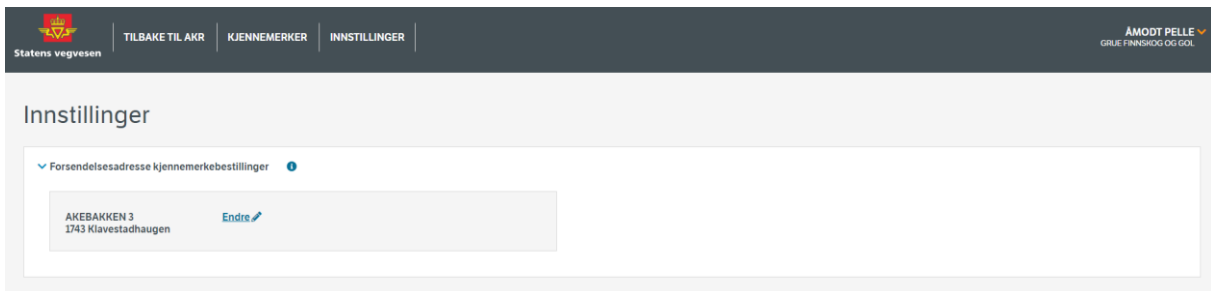 Statens vegvesen
TILBAKE TIL AKR
KJENNEMERKER
INNSTILLINGER
ÅMODT PELLE
GRUE FINNSKOG OG GOL
Innstillinger
Forsendelsesadresse kjennemerkebestillinger
AKEBAKKEN 3
1743 Klavestadhaugen
Endre